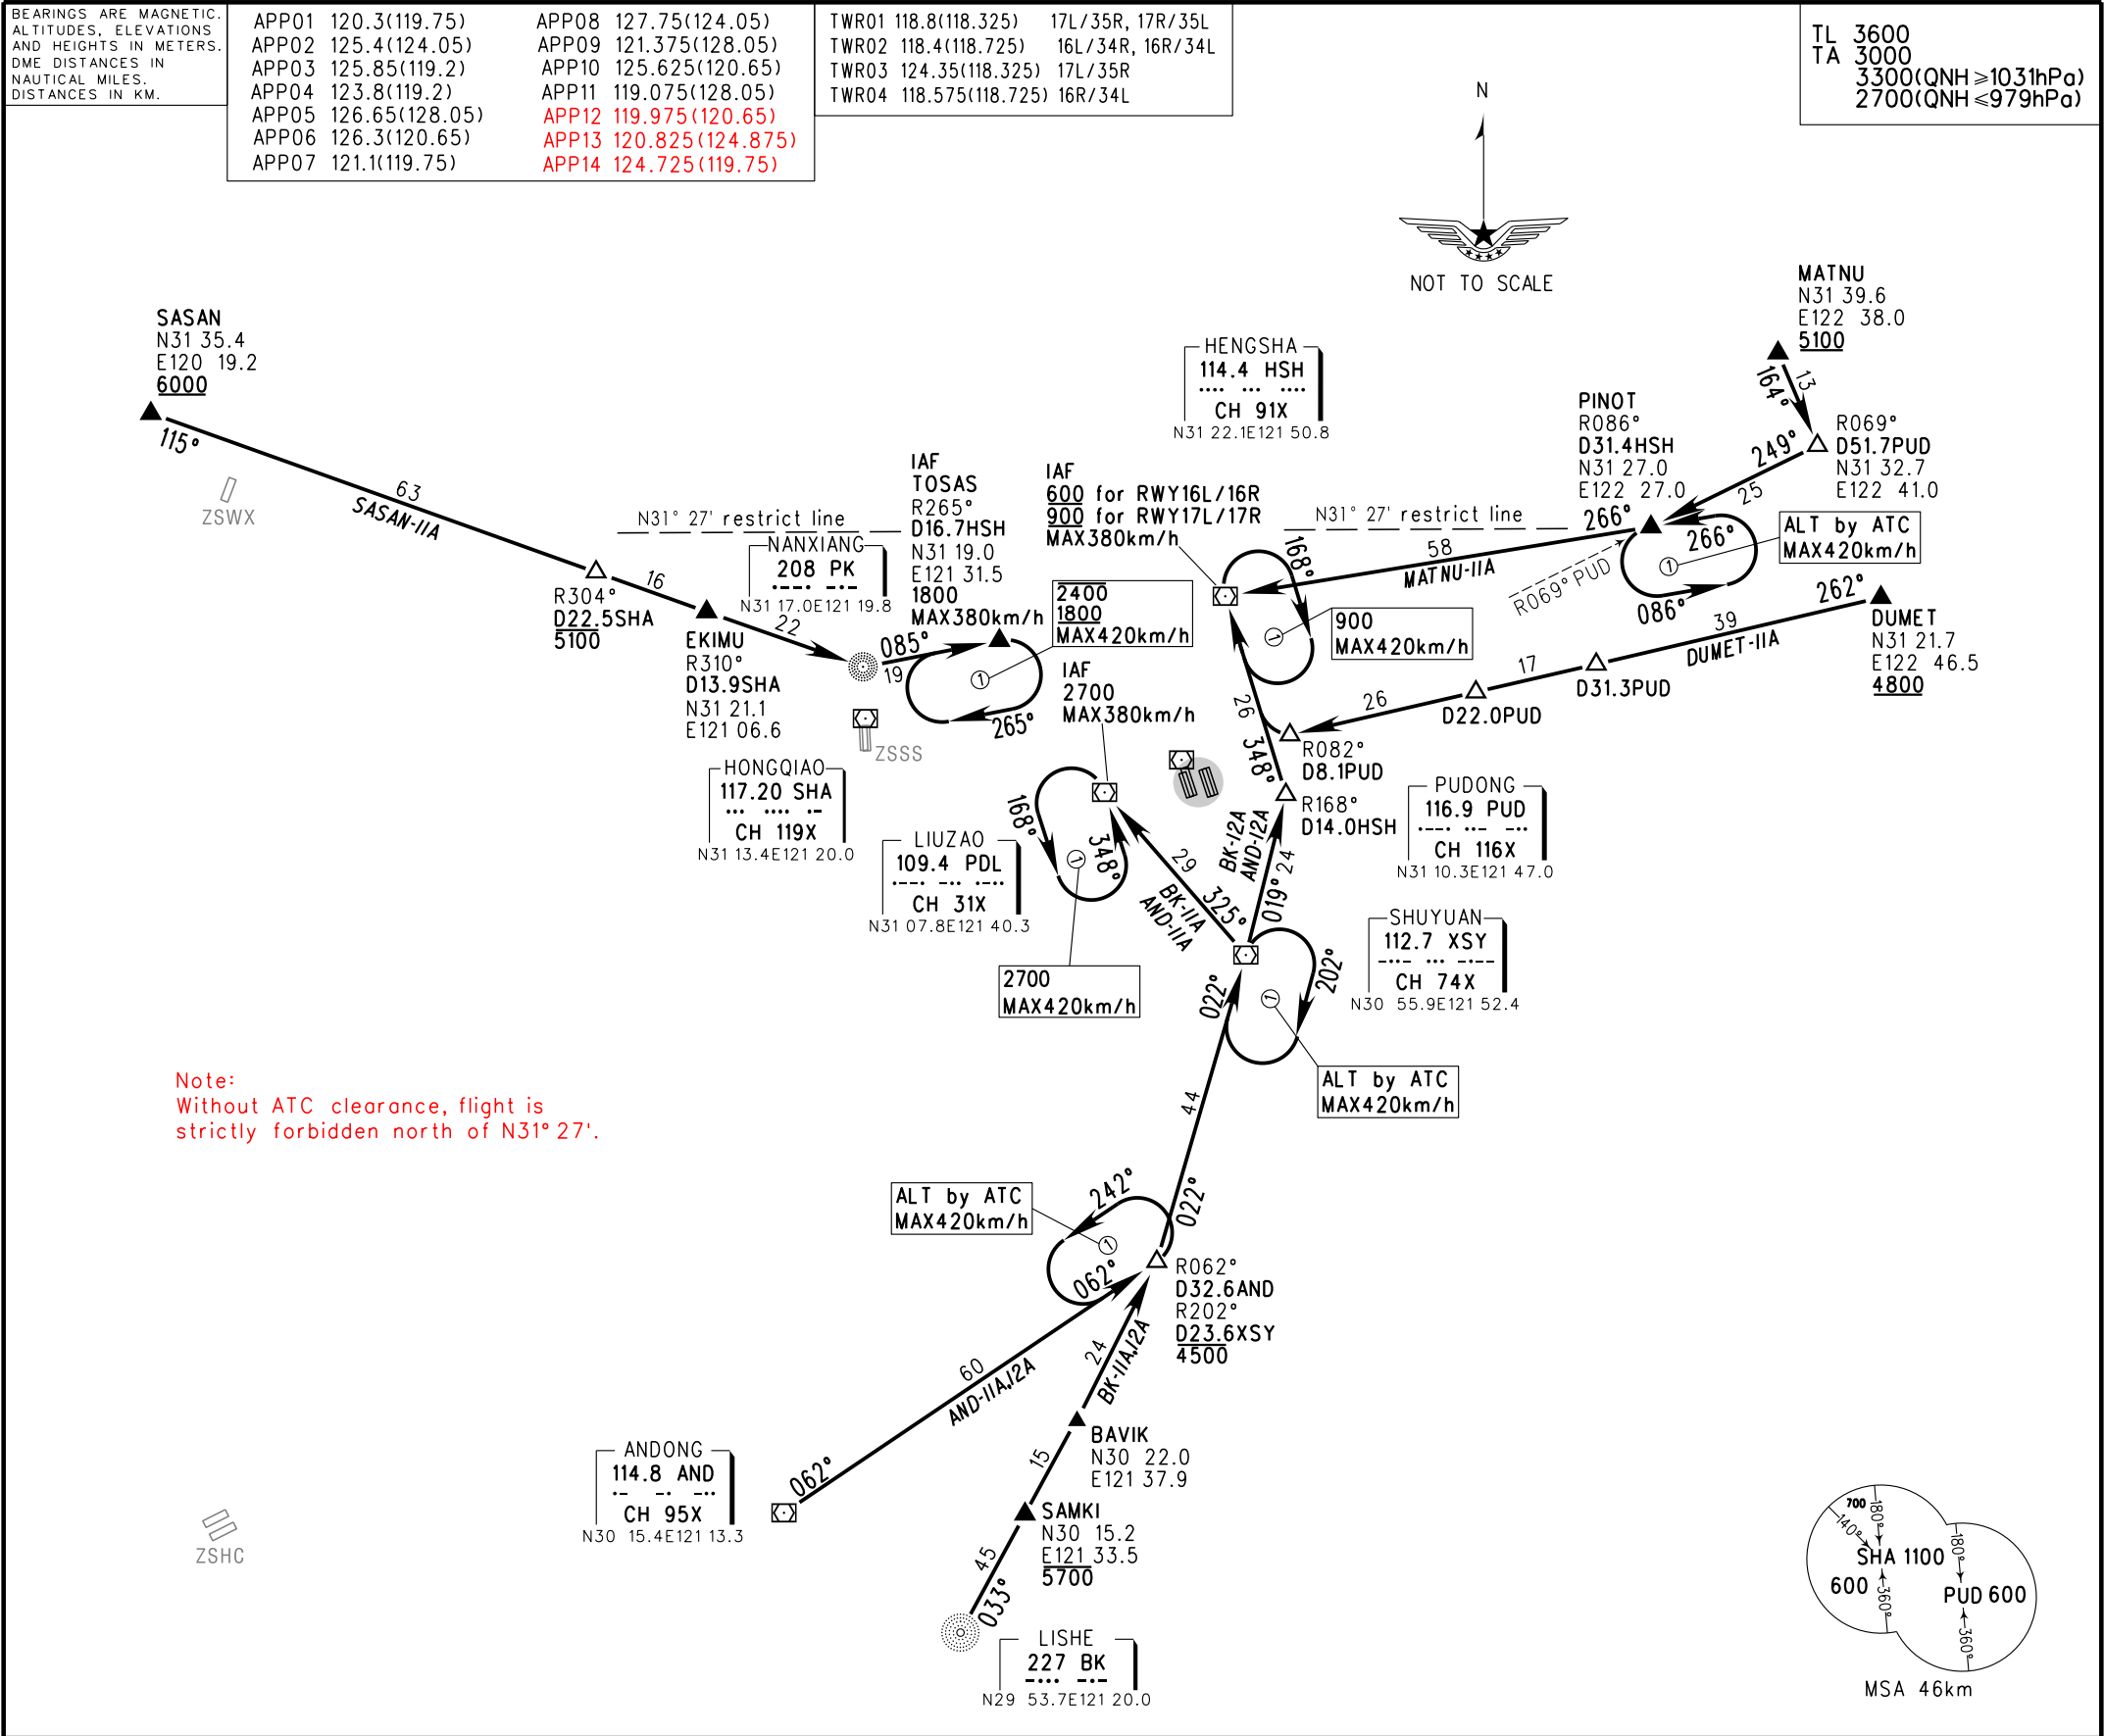 BEARINGS ARE MAGNETIC.
ALTITUDES, ELEVATIONS
AND HEIGHTS IN METERS.
DME DISTANCES IN
NAUTICAL MILES.
DISTANCES IN KM.
APP01 120.3(119.75)
APP02 125.4(124.05)
APP03 125.85(119.2)
APP04 123.8(119.2)
APP05 126.65(128.05)
APP06 126.3(120.65)
APP07 121.1(119.75)
APP08 127.75(124.05)
APP09 121.375(128.05)
APP10 125.625(120.65)
APP11 119.075(128.05)
APP12 119.975(120.65)
APP13 120.825(124.875)
APP14 124.725(119.75)
TWR01 118.8(118.325) 17L/35R, 17R/35L
TWR02 118.4(118.725) 16L/34R, 16R/34L
TWR03 124.35(118.325) 17L/35R
TWR04 118.575(118.725) 16R/34L
TL 3600
TA 3000
3300(QNH≥1031hPa)
2700(QNH≤979hPa)
N
NOT TO SCALE
SASAN
N31 35.4
E120 19.2
6000
115°
63
SASAN-11A
ZSWX
R304°
D22.5SHA
5100
16
EKIMU
R310°
D13.9SHA
N31 21.1
E121 06.6
22
N31° 27' restrict line
NANXIANG
208 PK
N31 17.0E121 19.8
IAF
TOSAS
R265°
D16.7HSH
N31 19.0
E121 31.5
1800
MAX380km/h
085°
19
265°
2400
1800
MAX420km/h
ZSSS
HONGQIAO
117.20 SHA
CH 119X
N31 13.4E121 20.0
HENGSHA
114.4 HSH
CH 91X
N31 22.1E121 50.8
IAF
600 for RWY16L/16R
900 for RWY17L/17R
MAX380km/h
168°
900
MAX420km/h
N31° 27' restrict line
MATNU
N31 39.6
E122 38.0
5100
164°
13
R069°
D51.7PUD
N31 32.7
E122 41.0
249°
25
PINOT
R086°
D31.4HSH
N31 27.0
E122 27.0
266°
58
MATNU-11A
266°
086°
R069° PUD
ALT by ATC
MAX420km/h
262°
DUMET
N31 21.7
E122 46.5
4800
39
DUMET-11A
D31.3PUD
17
D22.0PUD
26
R082°
D8.1PUD
26
348°
R168°
D14.0HSH
PUDONG
116.9 PUD
CH 116X
N31 10.3E121 47.0
IAF
2700
MAX380km/h
168°
348°
LIUZAO
109.4 PDL
CH 31X
N31 07.8E121 40.3
2700
MAX420km/h
29
325°
BK-11A
AND-11A
BK-12A
AND-12A
019°
24
SHUYUAN
112.7 XSY
CH 74X
N30 55.9E121 52.4
022°
202°
ALT by ATC
MAX420km/h
44
022°
Note:
Without ATC clearance, flight is
strictly forbidden north of N31°27'.
ALT by ATC
MAX420km/h
242°
062°
R062°
D32.6AND
R202°
D23.6XSY
4500
60
AND-11A,12A
24
BK-11A,12A
ANDONG
114.8 AND
CH 95X
N30 15.4E121 13.3
062°
BAVIK
N30 22.0
E121 37.9
15
SAMKI
N30 15.2
E121 33.5
5700
45
033°
LISHE
227 BK
N29 53.7E121 20.0
ZSHC
700
180°
140°
SHA 1100
600
360°
180°
PUD 600
360°
MSA 46km